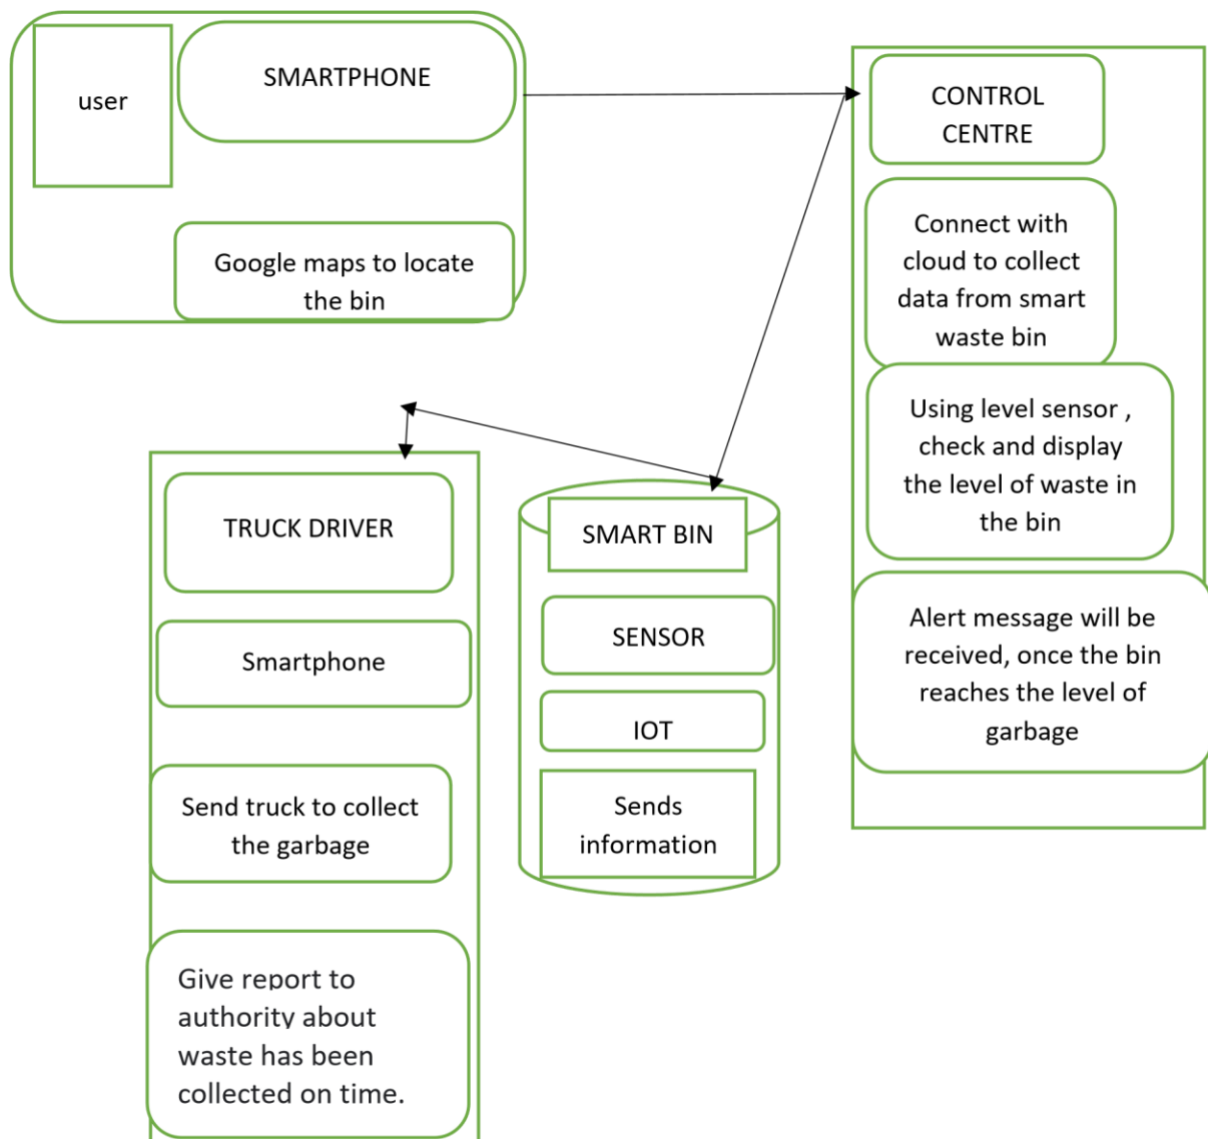 user
SMARTPHONE
Google maps to locate
the bin
CONTROL
CENTRE
Connect with
cloud to collect
data from smart
waste bin
Using level sensor ,
check and display
the level of waste in
the bin
Alert message will be
received, once the bin
reaches the level of
garbage
TRUCK DRIVER
Smartphone
Send truck to collect
the garbage
Give report to
authority about
waste has been
collected on time.
SMART BIN
SENSOR
IOT
Sends
information